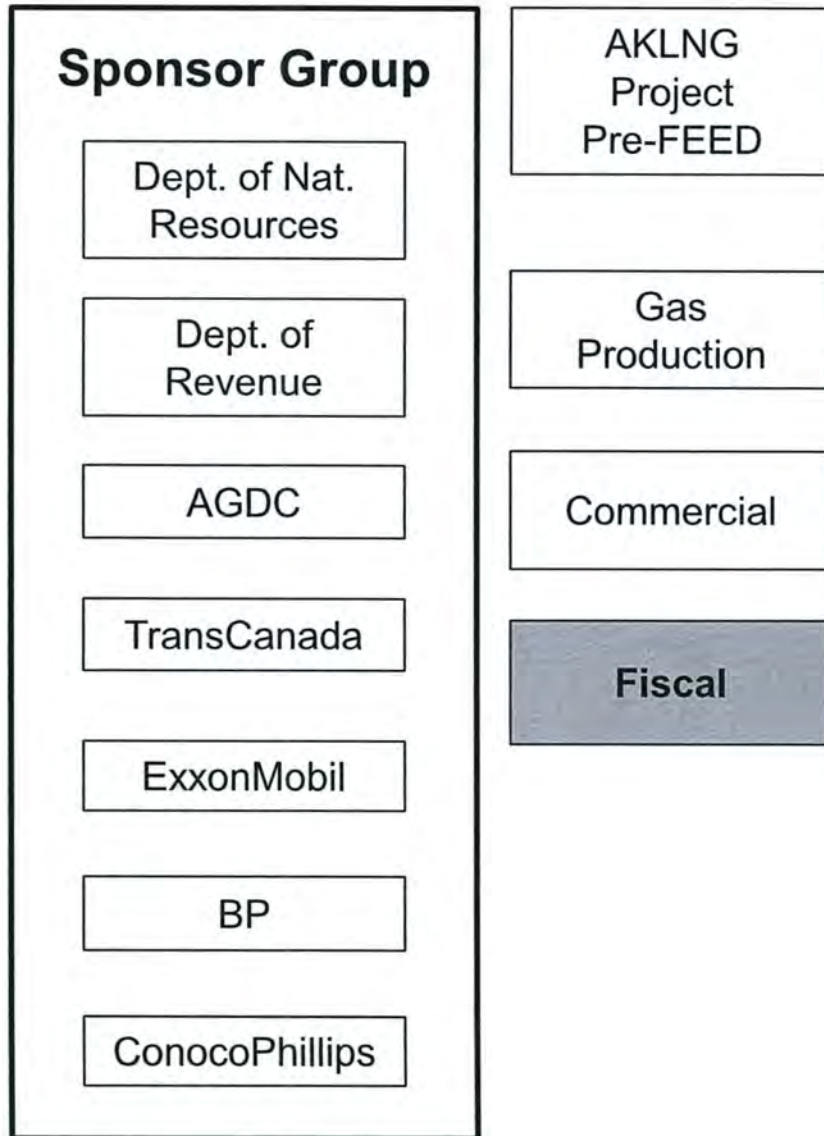 Sponsor Group
Dept. of Nat.
Resources
Dept. of
Revenue
AGDC
TransCanada
ExxonMobil
BP
ConocoPhillips
AKLNG
Project
Pre-FEED
Gas
Production
Commercial
Fiscal